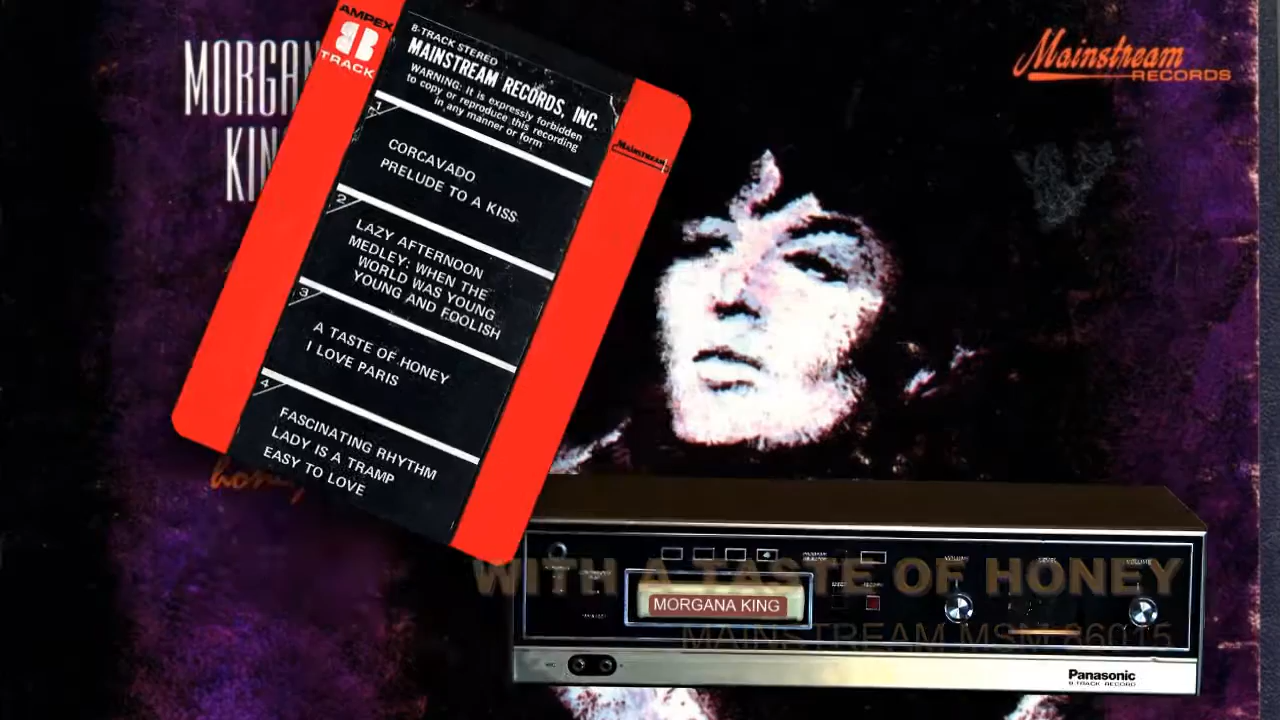 MORGAN
KIN
Mainstream
RECORDS
AMPEX
8
TRACK
8-TRACK STEREO
MAINSTREAM RECORDS, INC.
WARNING: It is expressly forbidden
to copy or reproduce this recording
in any manner or form
MAINSTREAM
1
CORCAVADO
PRELUDE TO A KISS
2
LAZY AFTERNOON
MEDLEY: WHEN THE
WORLD WAS YOUNG
YOUNG AND FOOLISH
3
A TASTE OF HONEY
I LOVE PARIS
4
FASCINATING RHYTHM
LADY IS A TRAMP
EASY TO LOVE
honey
WITH A TASTE OF HONEY
MORGANA KING
MAINSTREAM MSM 86015
VOLUME
LEVEL
VOLUME
Panasonic
8-TRACK RECORD